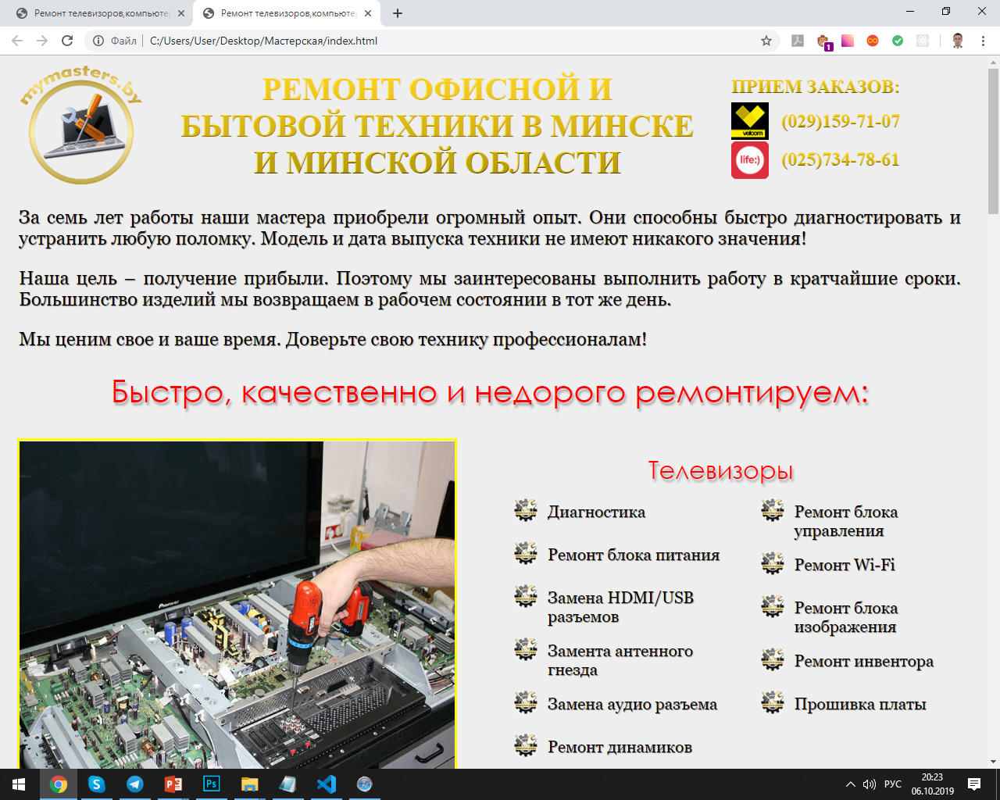 Ремонт телевизоров,компьюте
Ремонт телевизоров,компьюте
Файл
C:/Users/User/Desktop/Мастерская/index.html
1
mymasters.by
РЕМОНТ ОФИСНОЙ И
БЫТОВОЙ ТЕХНИКИ В МИНСКЕ
И МИНСКОЙ ОБЛАСТИ
ПРИЕМ ЗАКАЗОВ:
velcom
(029)159-71-07
life:)
(025)734-78-61
За семь лет работы наши мастера приобрели огромный опыт. Они способны быстро диагностировать и
устранить любую поломку. Модель и дата выпуска техники не имеют никакого значения!
Наша цель – получение прибыли. Поэтому мы заинтересованы выполнить работу в кратчайшие сроки.
Большинство изделий мы возвращаем в рабочем состоянии в тот же день.
Мы ценим свое и ваше время. Доверьте свою технику профессионалам!
Быстро, качественно и недорого ремонтируем:
Pioneer
Телевизоры
Диагностика
Ремонт блока питания
Замена HDMI/USB
разъемов
Замента антенного
гнезда
Замена аудио разъема
Ремонт динамиков
Ремонт блока
управления
Ремонт Wi-Fi
Ремонт блока
изображения
Ремонт инвентора
Прошивка платы
РУС
20:23
06.10.2019